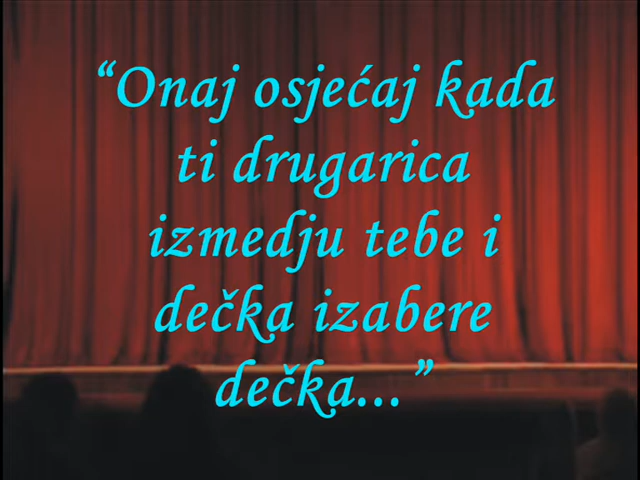 “Onaj osjećaj kada
ti drugarica
izmedju tebe i
dečka izabere
dečka...”